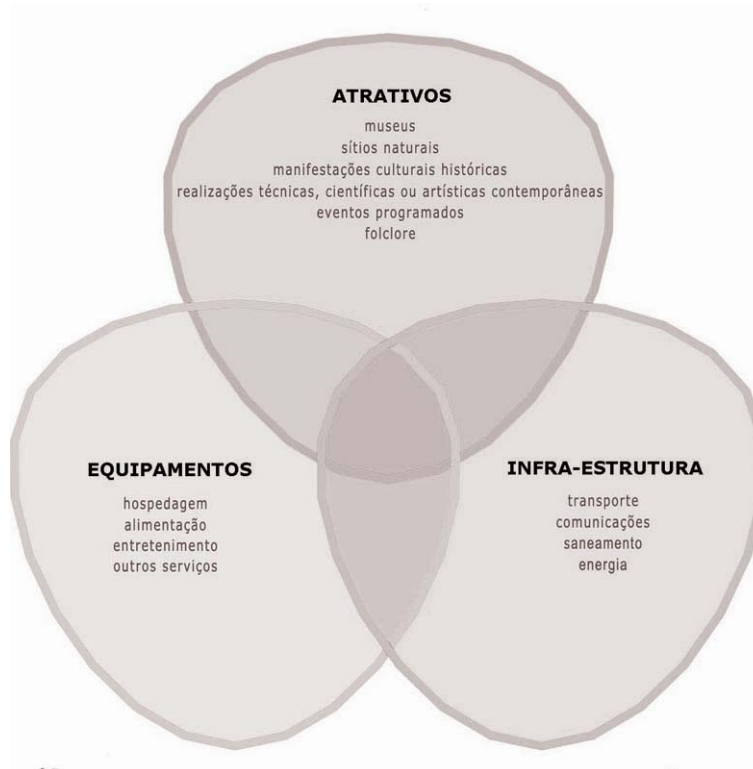 ATRATIVOS
museus
sítios naturais
manifestações culturais históricas
realizações técnicas, científicas ou artísticas contemporâneas
eventos programados
folclore
EQUIPAMENTOS
hospedagem
alimentação
entretenimento
outros serviços
INFRA-ESTRUTURA
transporte
comunicações
saneamento
energia